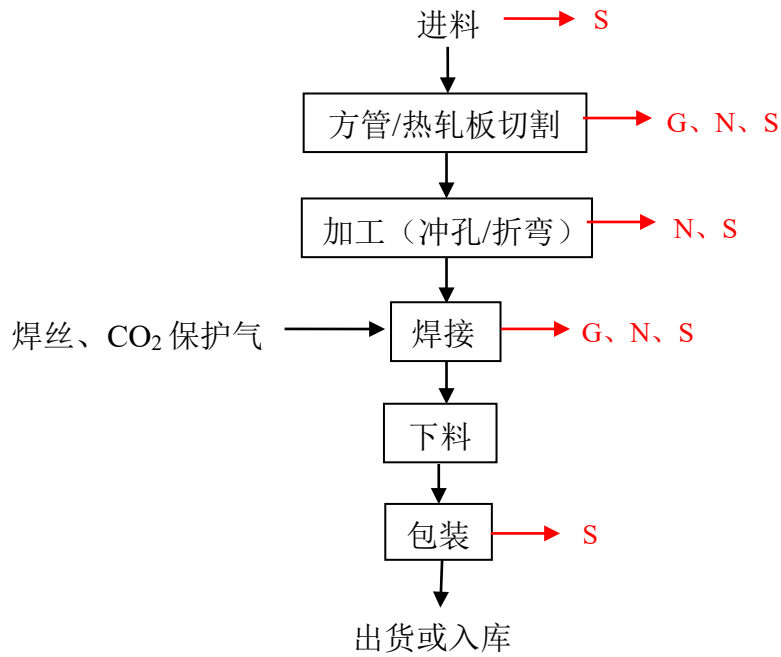 进料 S
方管/热轧板切割 G、N、S
加工（冲孔/折弯） N、S
焊丝、CO₂保护气 焊接 G、N、S
下料
包装 S
出货或入库